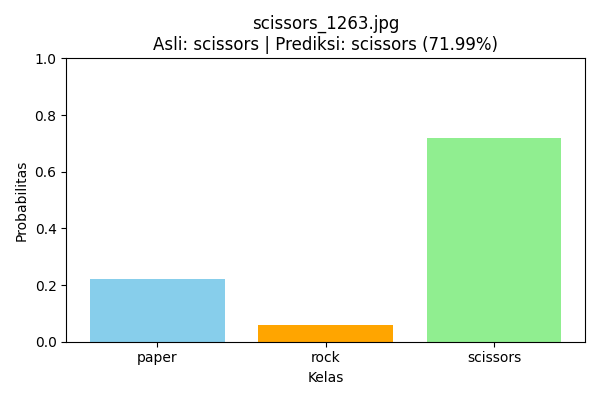 scissors_1263.jpg
Asli: scissors | Prediksi: scissors (71.99%)
1.0
0.8
0.6
0.4
0.2
0.0
Probabilitas
paper rock scissors
Kelas